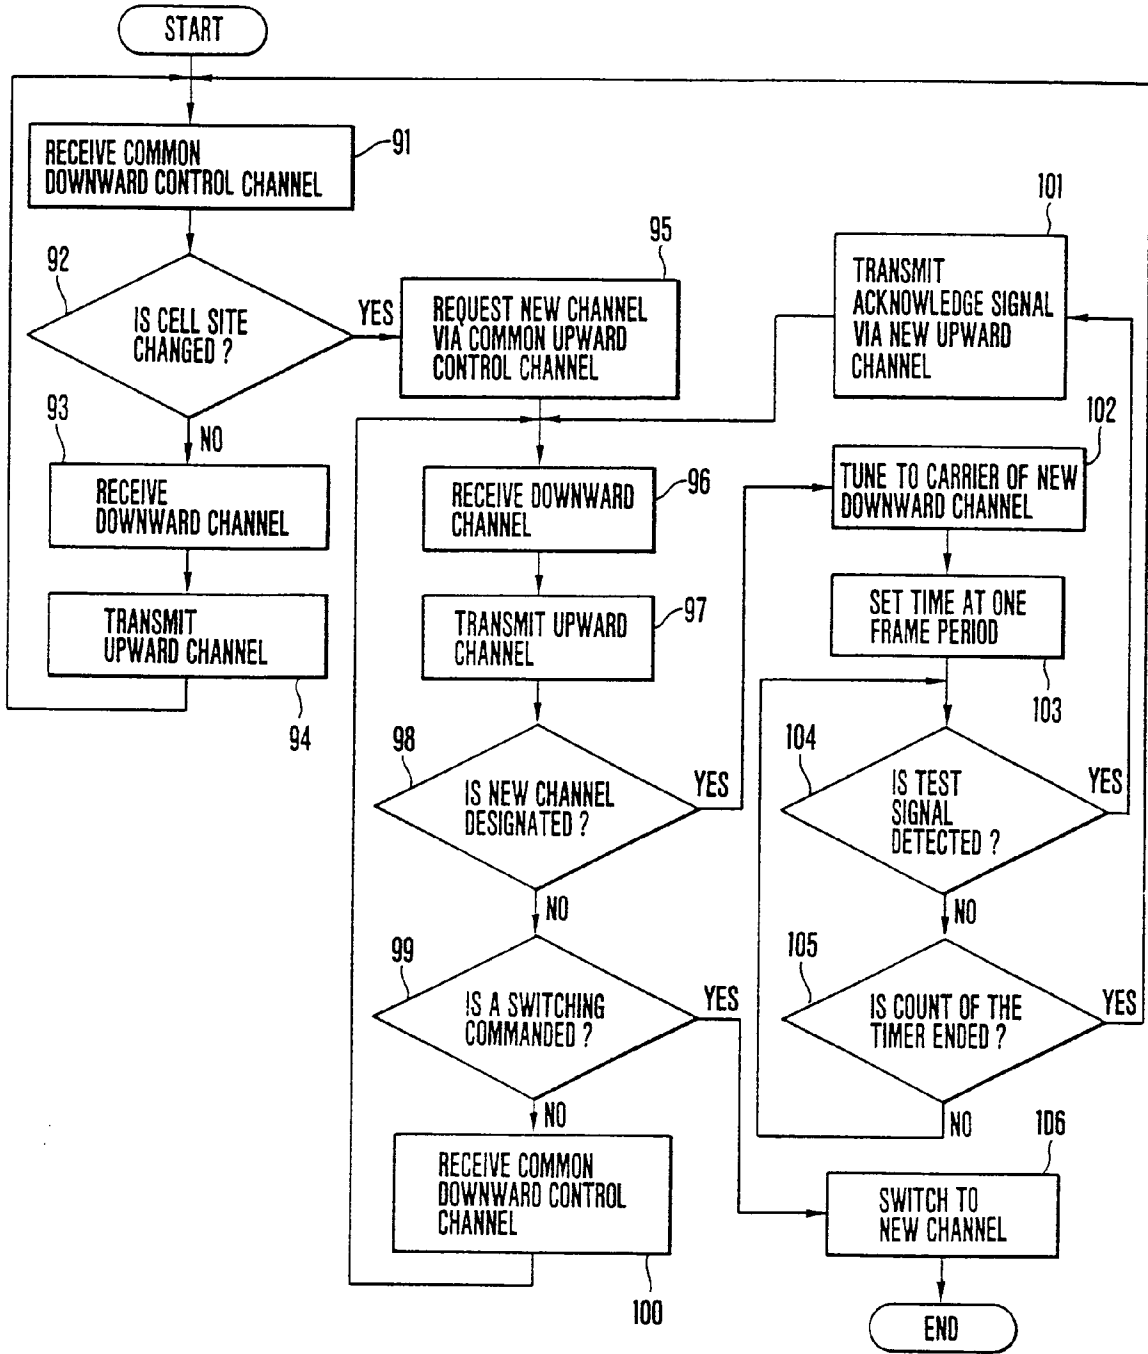 START
RECEIVE COMMON
DOWNWARD CONTROL CHANNEL
91
92
IS CELL SITE
CHANGED ?
YES
NO
93
RECEIVE
DOWNWARD CHANNEL
TRANSMIT
UPWARD CHANNEL
94
95
REQUEST NEW CHANNEL
VIA COMMON UPWARD
CONTROL CHANNEL
RECEIVE DOWNWARD
CHANNEL
96
TRANSMIT UPWARD
CHANNEL
97
98
IS NEW CHANNEL
DESIGNATED ?
YES
NO
99
IS A SWITCHING
COMMANDED ?
YES
NO
RECEIVE COMMON
DOWNWARD CONTROL
CHANNEL
100
101
TRANSMIT
ACKNOWLEDGE SIGNAL
VIA NEW UPWARD
CHANNEL
102
TUNE TO CARRIER OF NEW
DOWNWARD CHANNEL
SET TIME AT ONE
FRAME PERIOD
103
104
IS TEST
SIGNAL
DETECTED ?
YES
NO
105
IS COUNT OF THE
TIMER ENDED ?
YES
NO
106
SWITCH TO
NEW CHANNEL
END